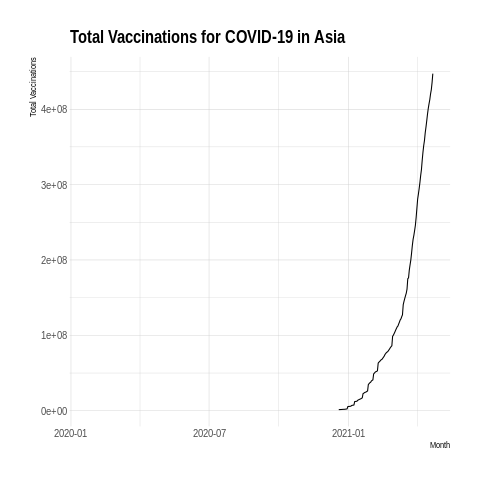 Total Vaccinations for COVID-19 in Asia
Total Vaccinations
4e+08
3e+08
2e+08
1e+08
0e+00
2020-01 2020-07 2021-01
Month